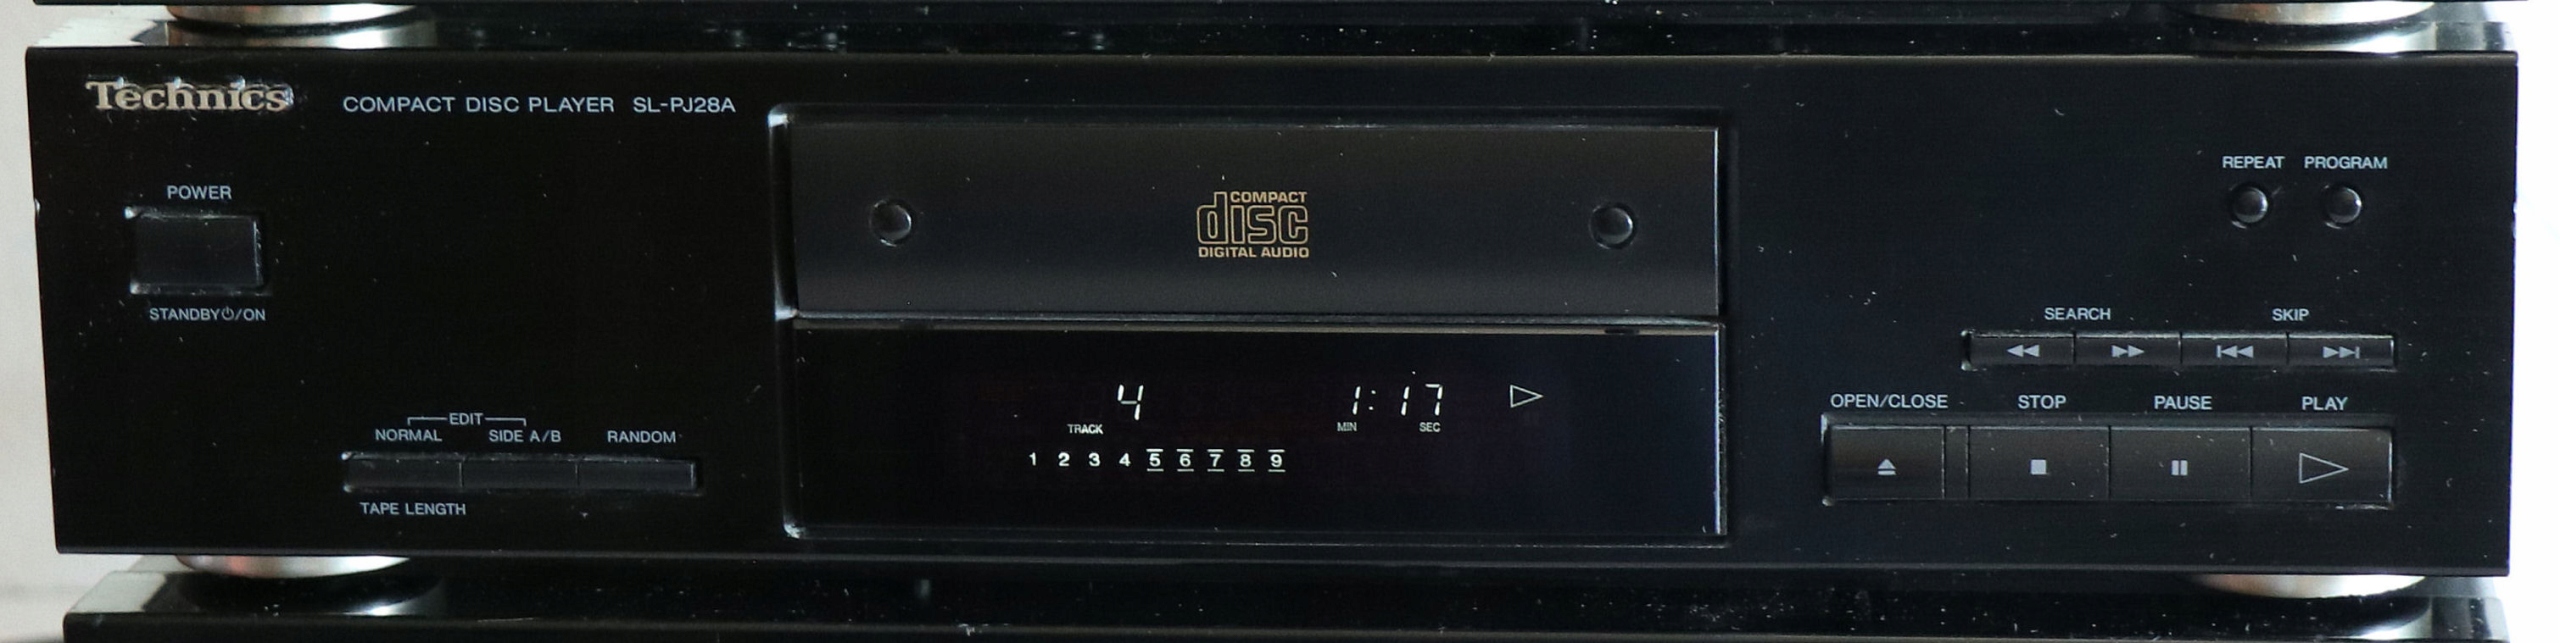 Technics COMPACT DISC PLAYER SL-PJ28A
POWER
STANDBY⏻/ON
EDIT
NORMAL SIDE A/B RANDOM
TAPE LENGTH
COMPACT
disc
DIGITAL AUDIO
4 1:17
TRACK MIN SEC
1 2 3 4 5 6 7 8 9
REPEAT PROGRAM
SEARCH SKIP
OPEN/CLOSE STOP PAUSE PLAY